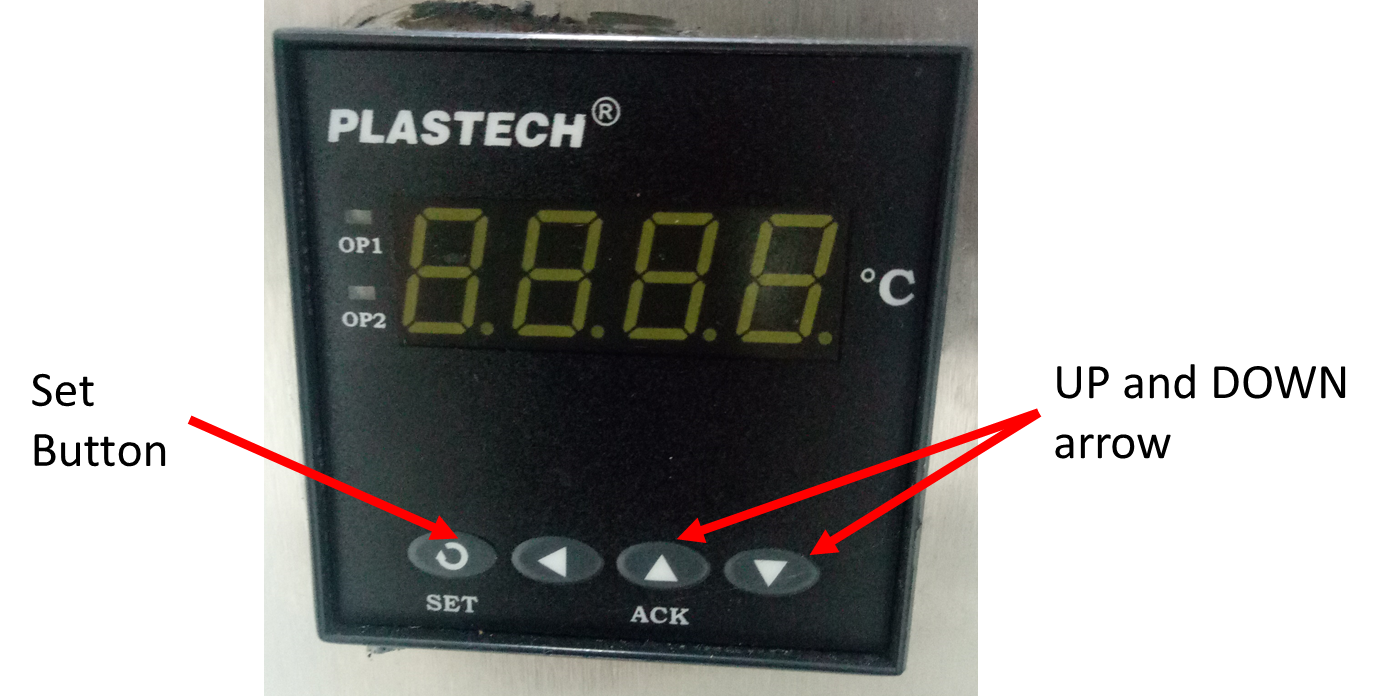 PLASTECH®
OP1
8.8.8.8.
°C
OP2
Set
Button
UP and DOWN
arrow
SET
ACK